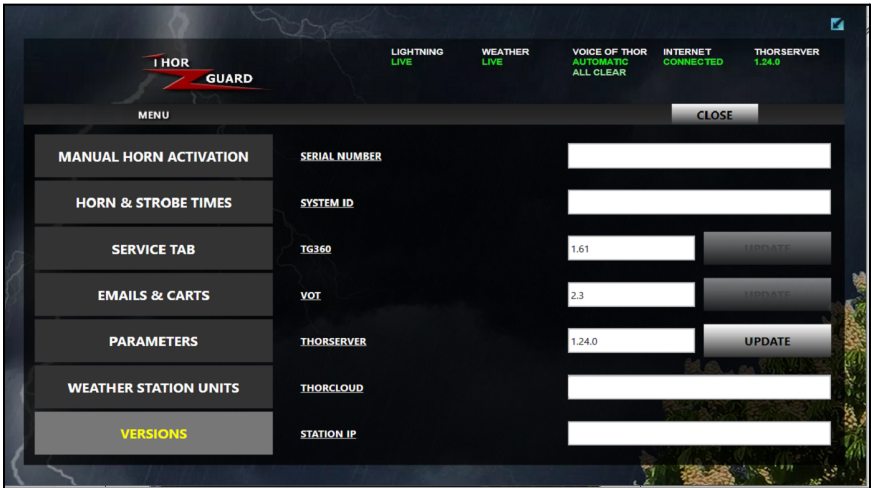 THOR
GUARD
LIGHTNING
LIVE
WEATHER
LIVE
VOICE OF THOR
AUTOMATIC
ALL CLEAR
INTERNET
CONNECTED
THORSERVER
1.24.0
MENU
CLOSE
MANUAL HORN ACTIVATION
HORN & STROBE TIMES
SERVICE TAB
EMAILS & CARTS
PARAMETERS
WEATHER STATION UNITS
VERSIONS
SERIAL NUMBER
SYSTEM ID
TG360
1.61
UPDATE
VOT
2.3
UPDATE
THORSERVER
1.24.0
UPDATE
THORCLOUD
STATION IP